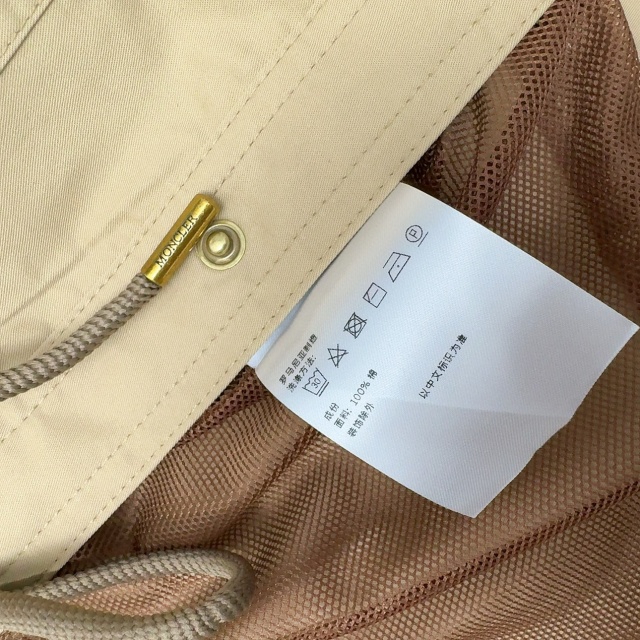 MONCLER
罗马尼亚制造
洗涤方法:
30
P
成份
面料: 100% 棉
装饰除外
以中文标识为准